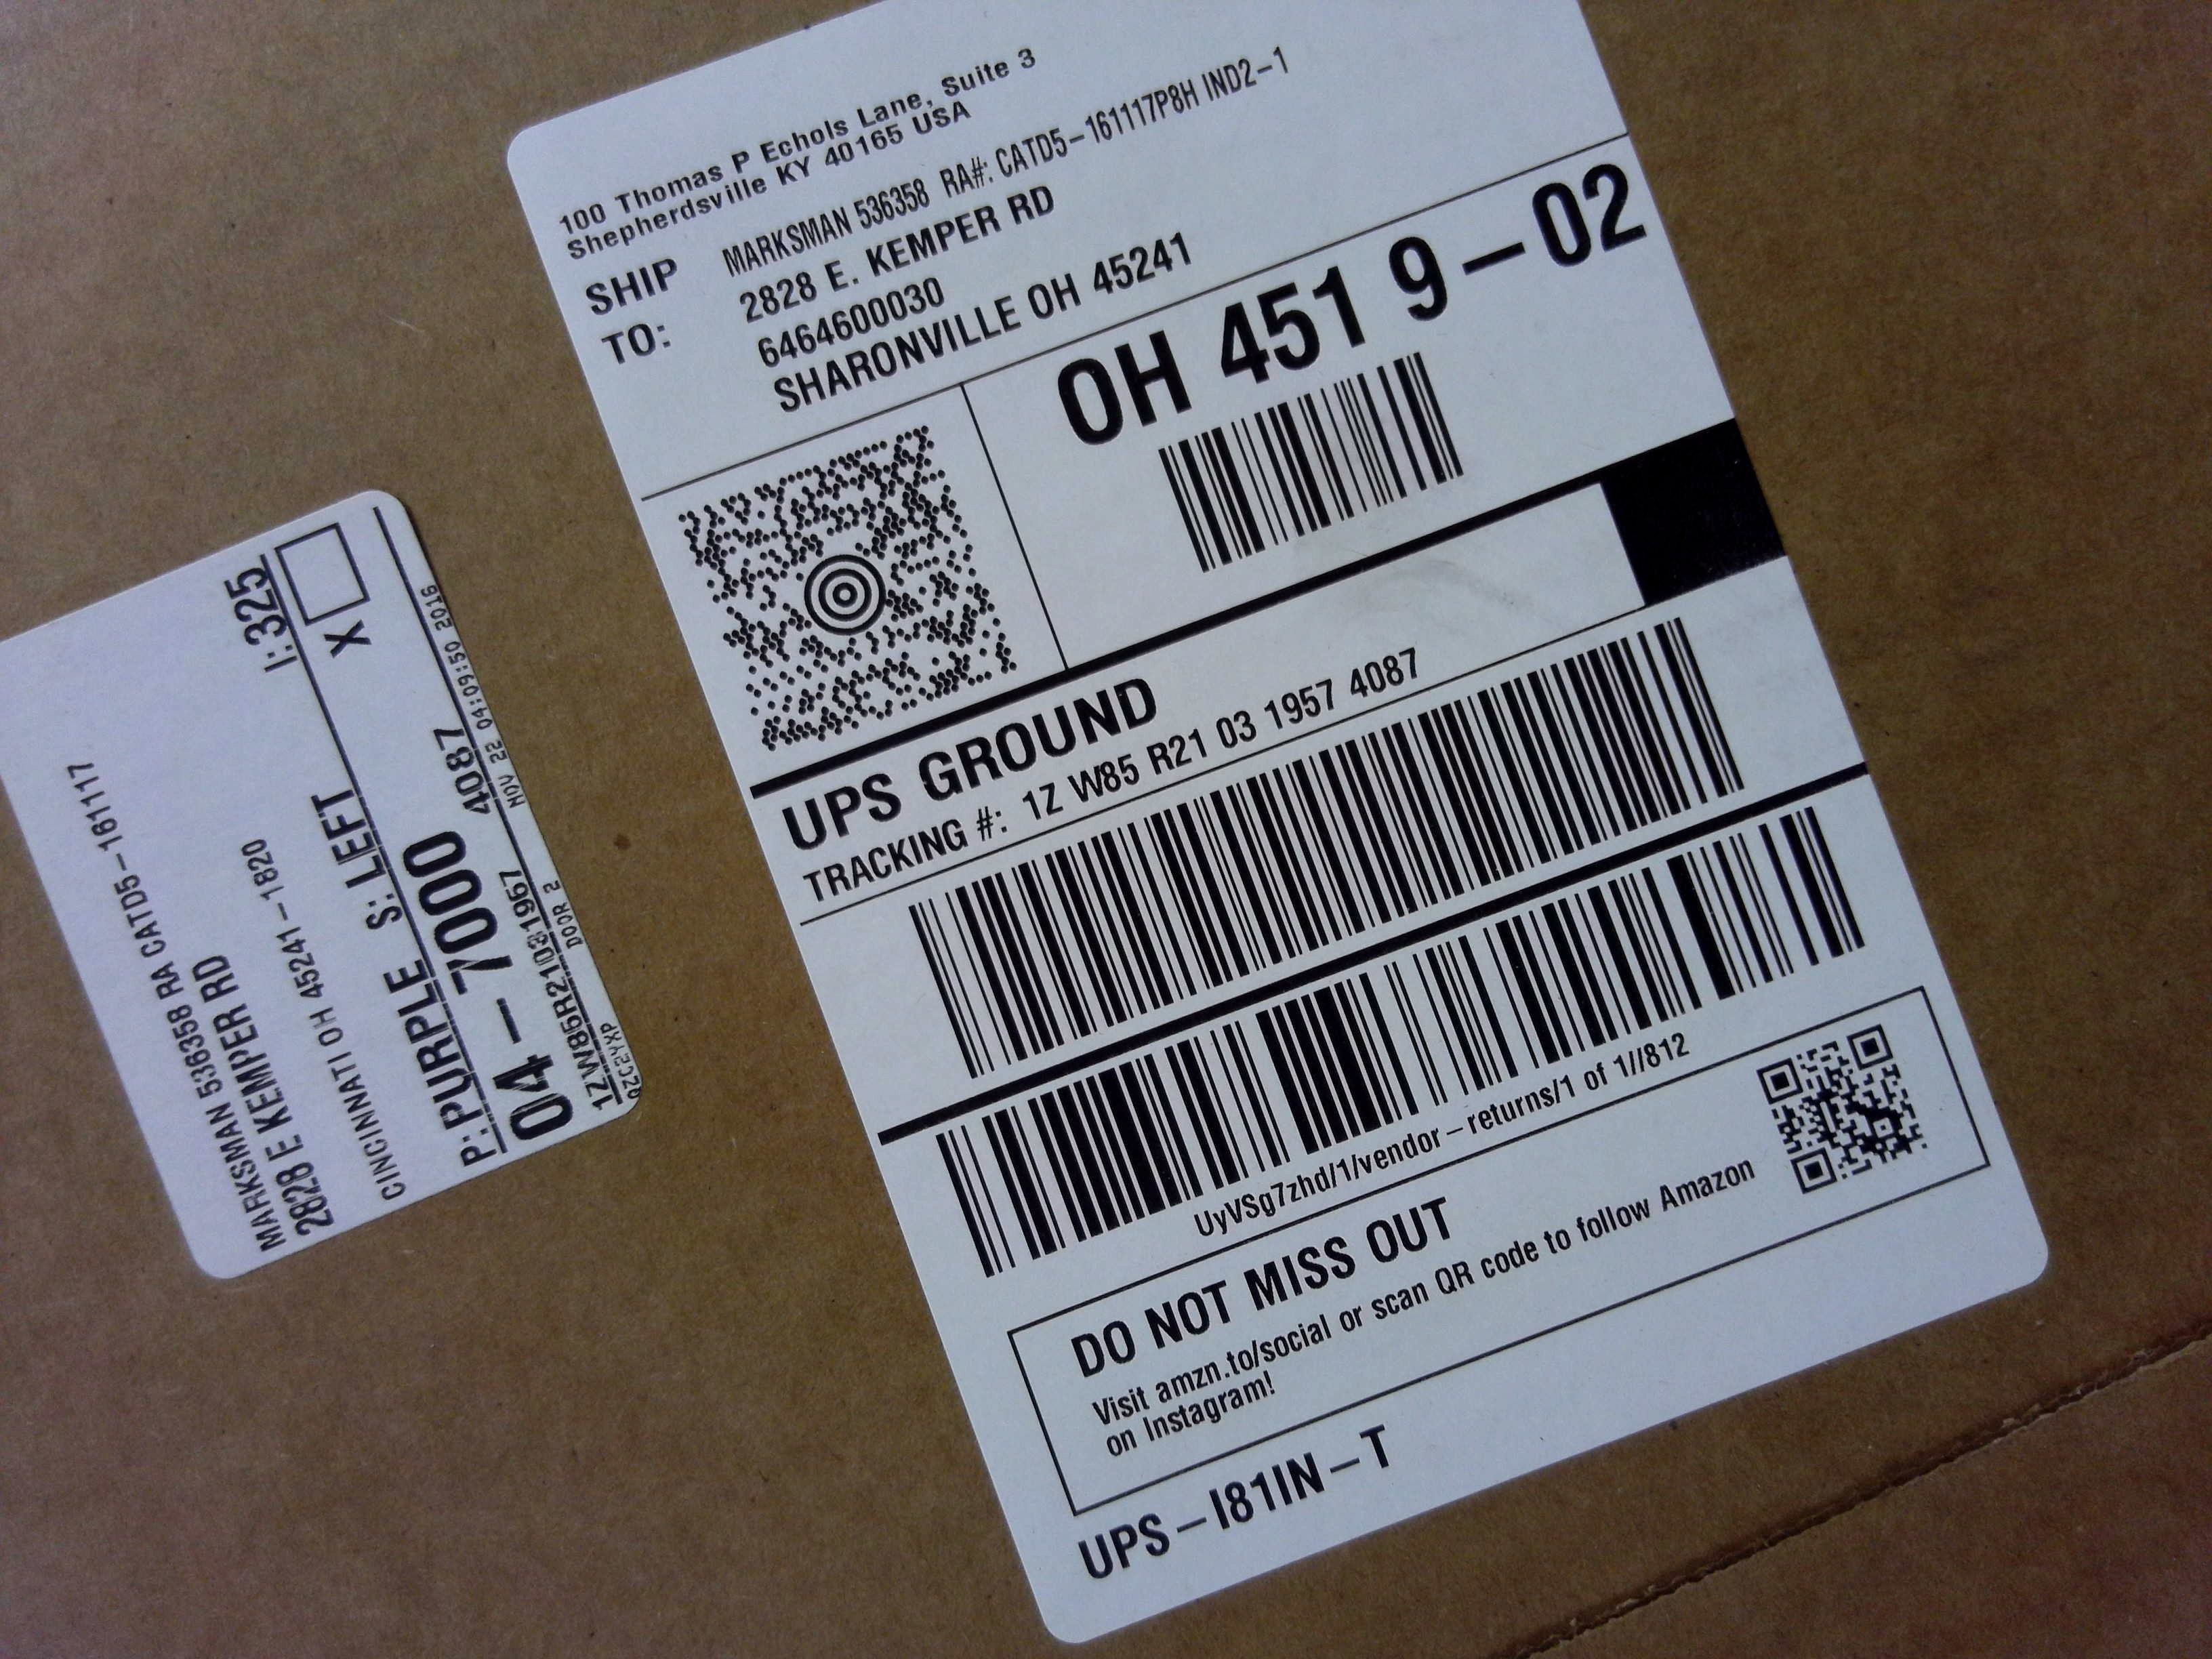 100 Thomas P Echols Lane, Suite 3
Shepherdsville KY 40165 USA
SHIP TO:
MARKSMAN 536358 RA#: CATD5-161117P8H IND2-1
2828 E. KEMPER RD
6464600030
SHARONVILLE OH 45241
OH 451 9-02
UPS GROUND
TRACKING #: 1Z W85 R21 03 1957 4087
UyVSg7zhd/1/vendor-returns/1 of 1//812
DO NOT MISS OUT
Visit amzn.to/social or scan QR code to follow Amazon
on Instagram!
UPS-I81IN-T
MARKSMAN 536358 RA CATD5-161117
2828 E KEMPER RD
CINCINNATI OH 45241-1820
P: PURPLE S: LEFT I: 325
04-7000 4087 X
DOOR 2 NOV 22 04:09:50 2016